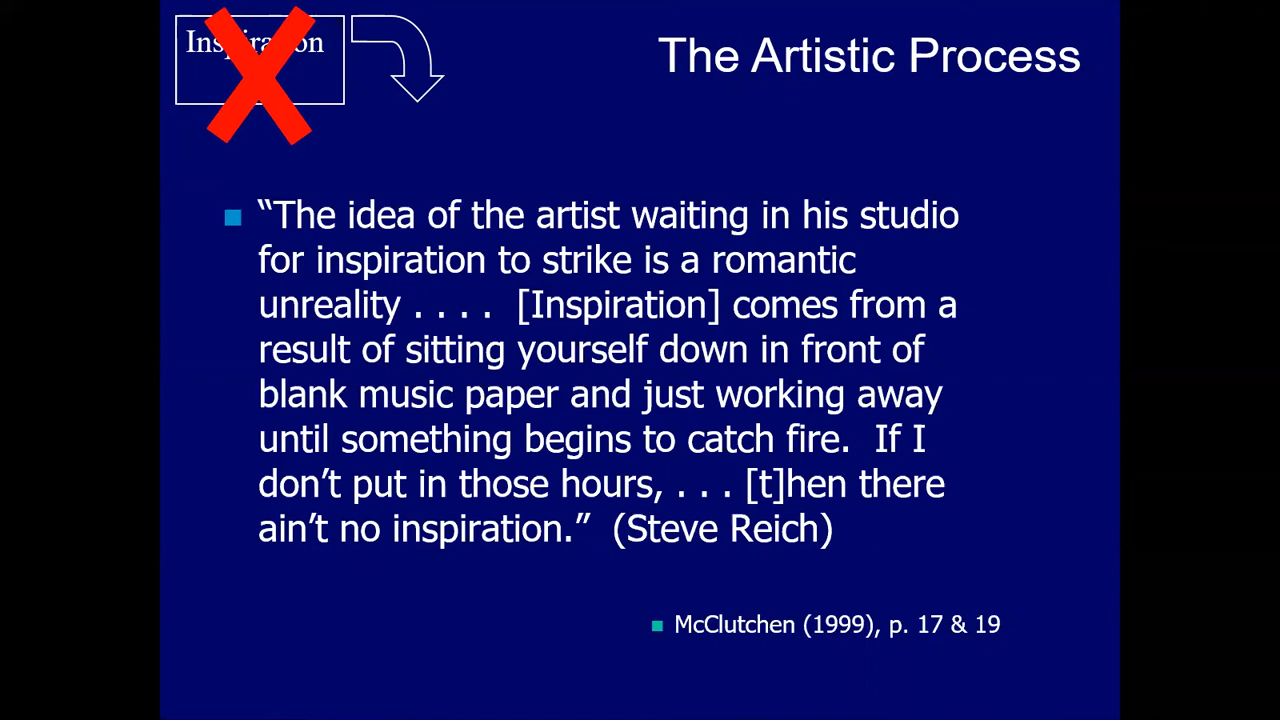 Inspiration
The Artistic Process
“The idea of the artist waiting in his studio
for inspiration to strike is a romantic
unreality . . . .  [Inspiration] comes from a
result of sitting yourself down in front of
blank music paper and just working away
until something begins to catch fire.  If I
don’t put in those hours, . . . [t]hen there
ain’t no inspiration.”  (Steve Reich)
McClutchen (1999), p. 17 & 19